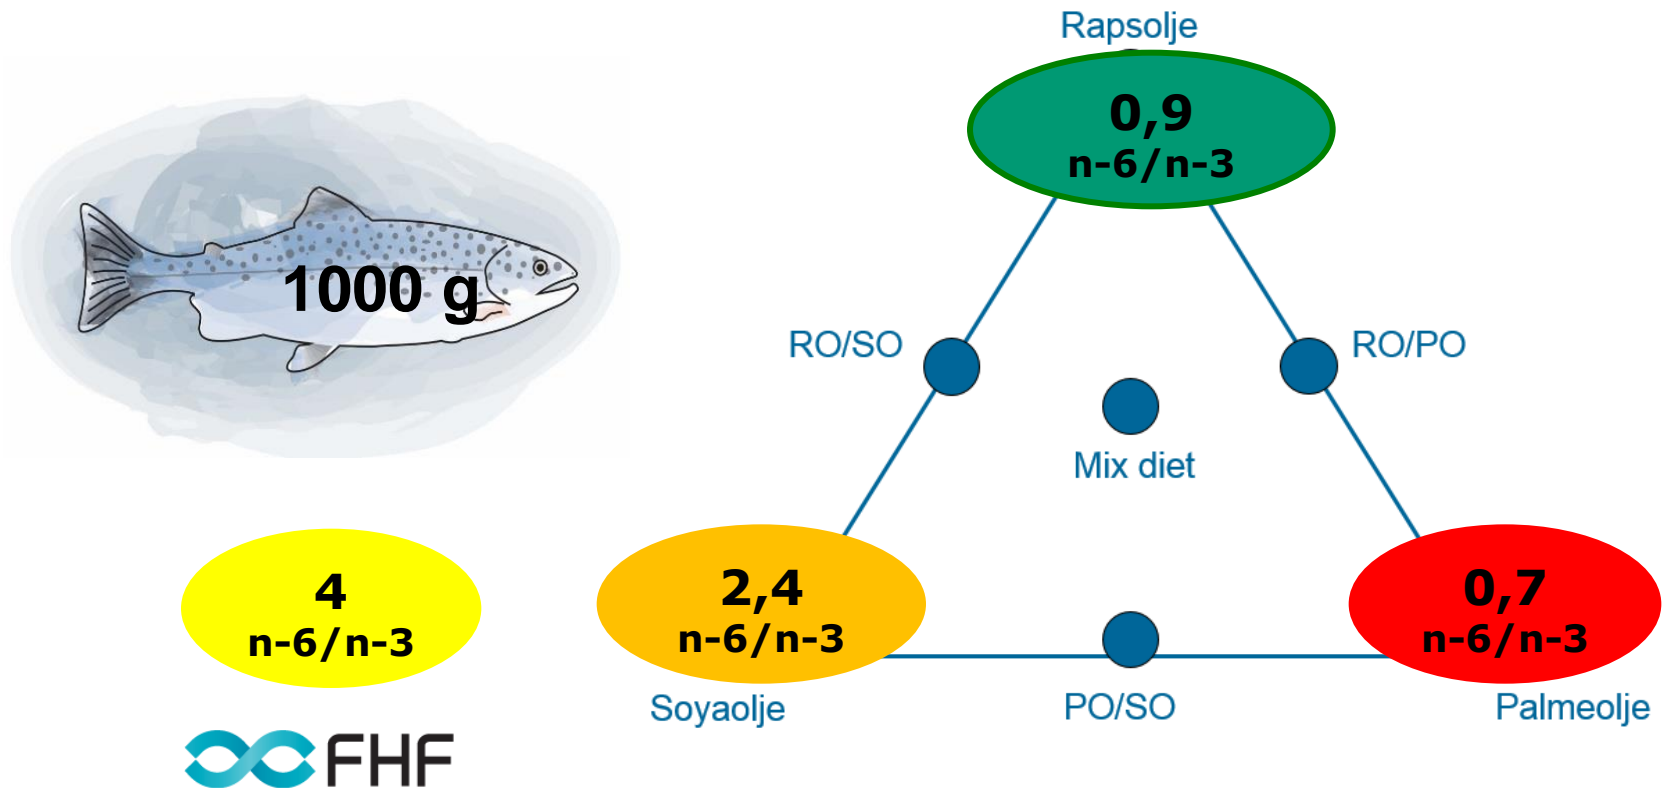 Rapsolje
0,9
n-6/n-3
1000 g
RO/SO
RO/PO
Mix diet
4
n-6/n-3
2,4
n-6/n-3
0,7
n-6/n-3
Soyaolje
PO/SO
Palmeolje
FHF